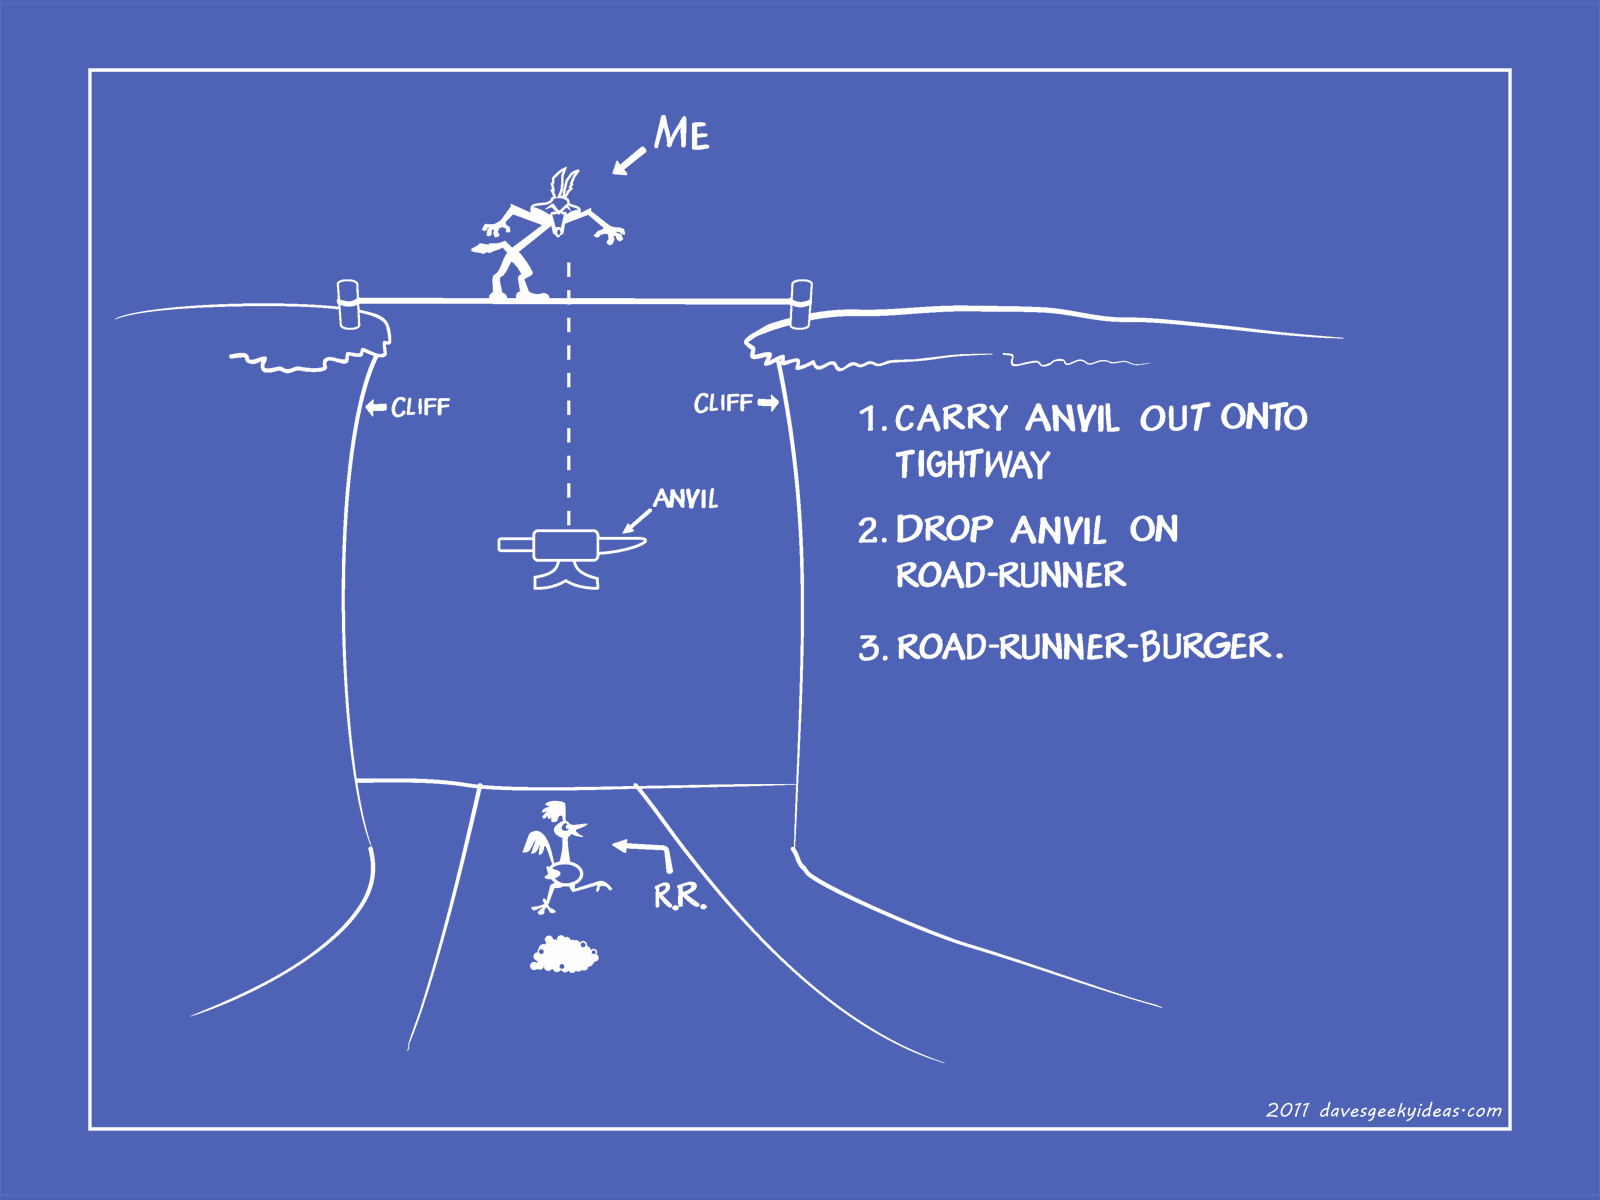 ME
CLIFF
CLIFF
1. CARRY ANVIL OUT ONTO
TIGHTWAY
ANVIL
2. DROP ANVIL ON
ROAD-RUNNER
3. ROAD-RUNNER-BURGER.
R.R.
2011 davesgeekyideas.com